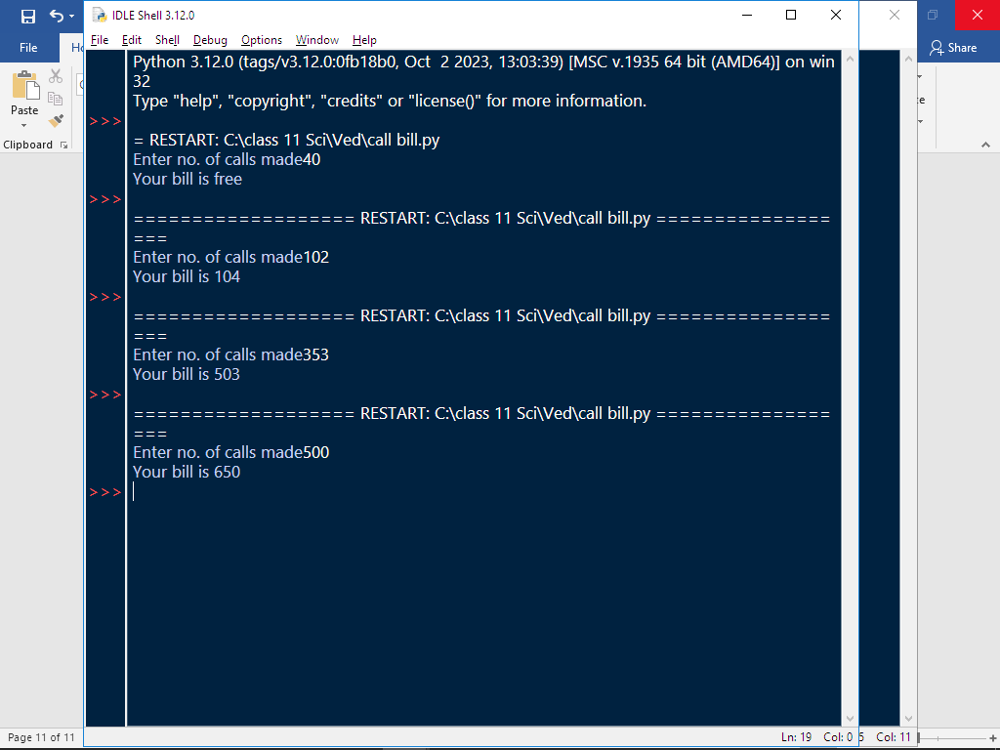 IDLE Shell 3.12.0
File Edit Shell Debug Options Window Help
File
Share
Paste
Clipboard
Python 3.12.0 (tags/v3.12.0:0fb18b0, Oct  2 2023, 13:03:39) [MSC v.1935 64 bit (AMD64)] on win
32
Type "help", "copyright", "credits" or "license()" for more information.
>>>
= RESTART: C:\class 11 Sci\Ved\call bill.py
Enter no. of calls made40
Your bill is free
>>>
=================== RESTART: C:\class 11 Sci\Ved\call bill.py ===============
===
Enter no. of calls made102
Your bill is 104
>>>
=================== RESTART: C:\class 11 Sci\Ved\call bill.py ===============
===
Enter no. of calls made353
Your bill is 503
>>>
=================== RESTART: C:\class 11 Sci\Ved\call bill.py ===============
===
Enter no. of calls made500
Your bill is 650
>>>
Ln: 19 Col: 0
Col: 11
Page 11 of 11